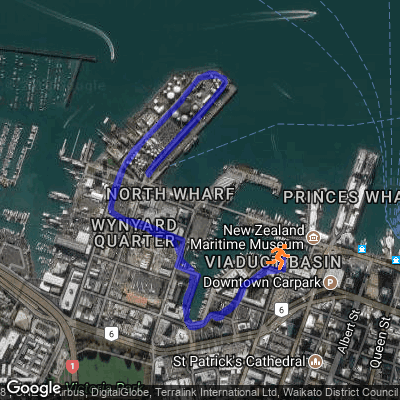 NORTH WHARF
PRINCES WHA
WYNYARD
QUARTER
New Zealand
Maritime Museum
VIADUCT BASIN
Downtown Carpark
P
6
6
1
Albert St
Queen St
St Patrick's Cathedral
Victoria Park
Google
Airbus, DigitalGlobe, Terralink International Ltd, Waikato District Council